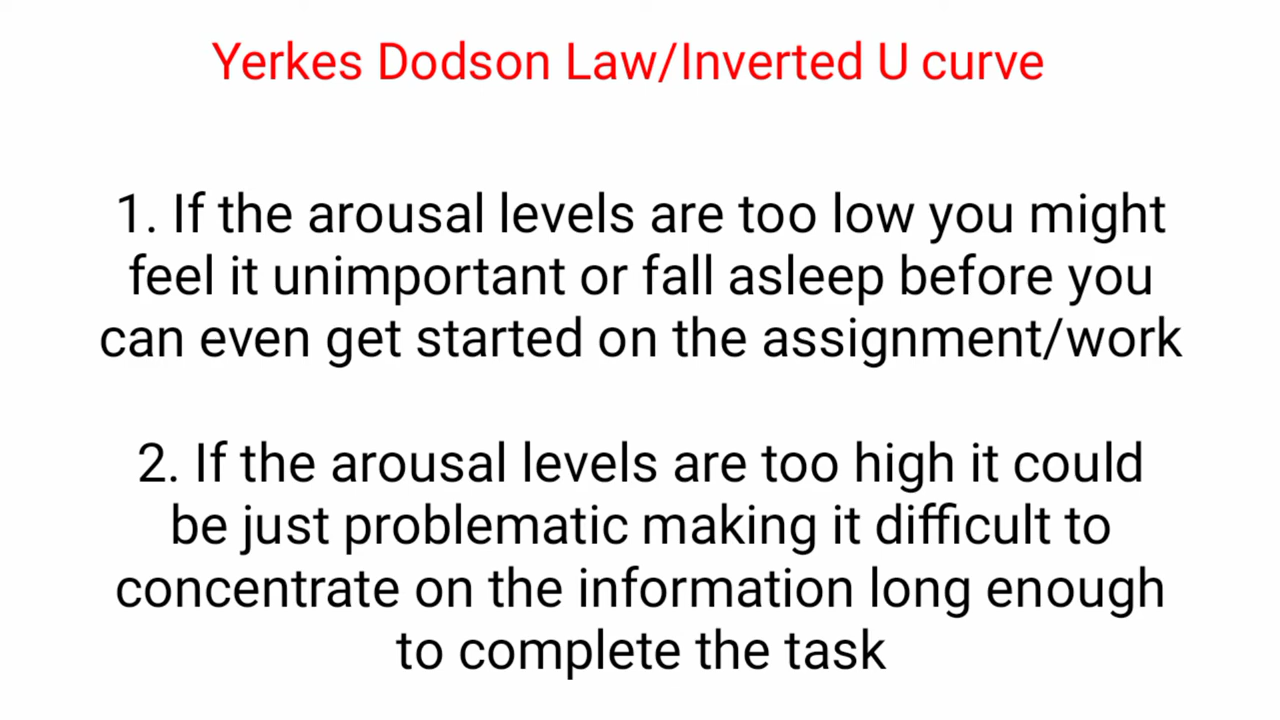 Yerkes Dodson Law/Inverted U curve
1. If the arousal levels are too low you might
feel it unimportant or fall asleep before you
can even get started on the assignment/work
2. If the arousal levels are too high it could
be just problematic making it difficult to
concentrate on the information long enough
to complete the task